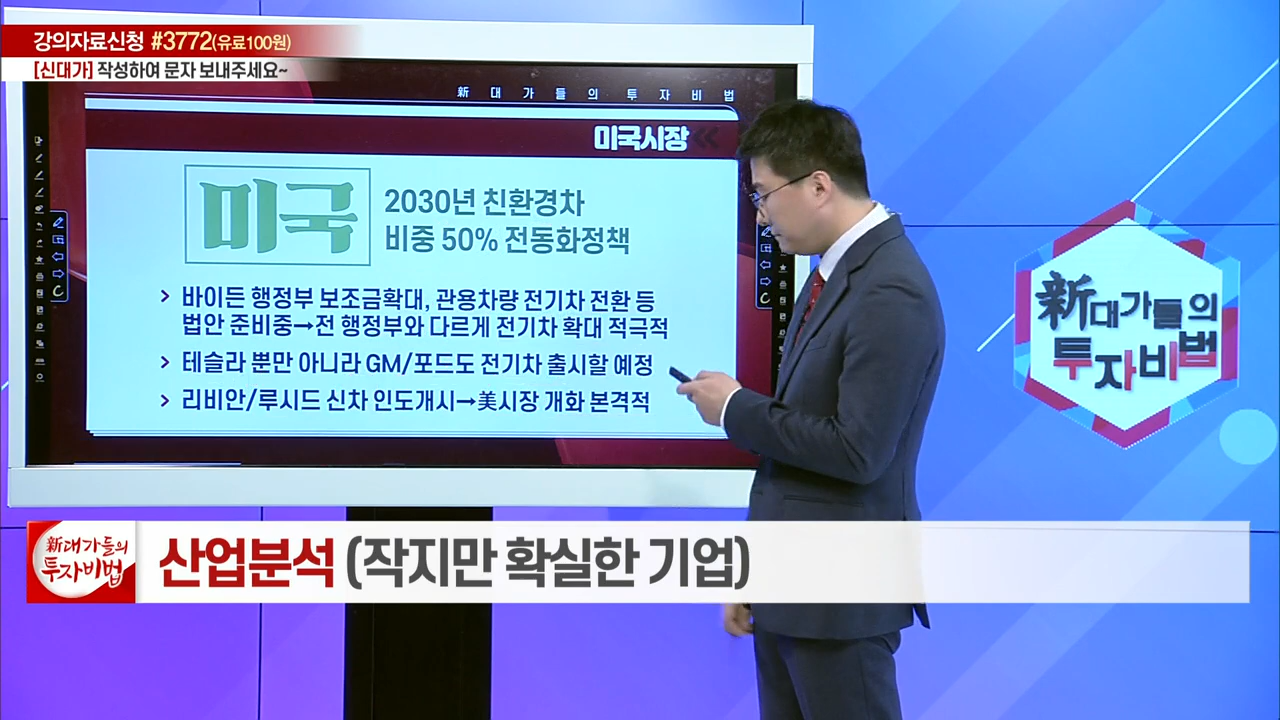 강의자료신청 #3772(유료100원)
[신대가] 작성하여 문자 보내주세요~
新대가들의 투자비법
미국시장
미국
2030년 친환경차
비중 50% 전동화정책
바이든 행정부 보조금확대, 관용차량 전기차 전환 등
법안 준비중→전 행정부와 다르게 전기차 확대 적극적
테슬라 뿐만 아니라 GM/포드도 전기차 출시할 예정
리비안/루시드 신차 인도개시→美시장 개화 본격적
新대가들의
투자비법
新대가들의
투자비법
산업분석 (작지만 확실한 기업)